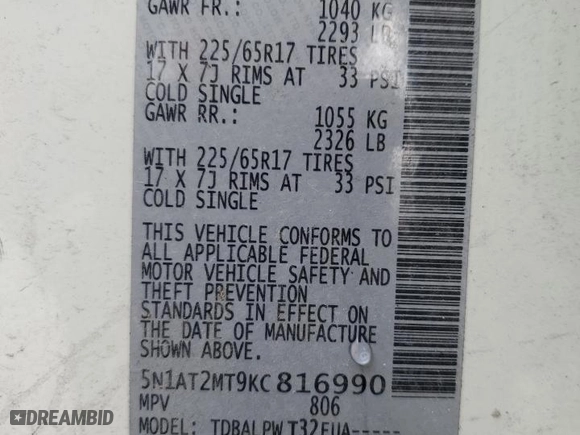 GAWR FR.: 1040 KG
2293 LB
WITH 225/65R17 TIRES
17 X 7J RIMS AT 33 PSI
COLD SINGLE
GAWR RR.: 1055 KG
2326 LB
WITH 225/65R17 TIRES
17 X 7J RIMS AT 33 PSI
COLD SINGLE
THIS VEHICLE CONFORMS TO
ALL APPLICABLE FEDERAL
MOTOR VEHICLE SAFETY AND
THEFT PREVENTION
STANDARDS IN EFFECT ON
THE DATE OF MANUFACTURE
SHOWN ABOVE.
5N1AT2MT9KC816990
MPV 806
MODEL: TDBALPWT32EUA-----
DREAMBID